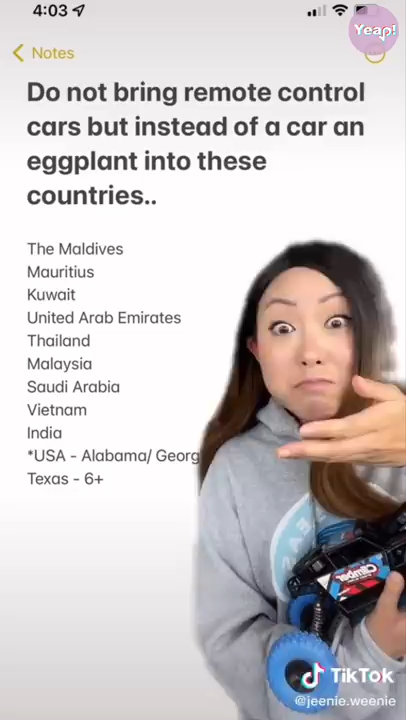 4:03
Yeap!
Notes
Do not bring remote control
cars but instead of a car an
eggplant into these
countries..
The Maldives
Mauritius
Kuwait
United Arab Emirates
Thailand
Malaysia
Saudi Arabia
Vietnam
India
*USA - Alabama/ Georg
Texas - 6+
Climber
TikTok
@jeenie.weenie